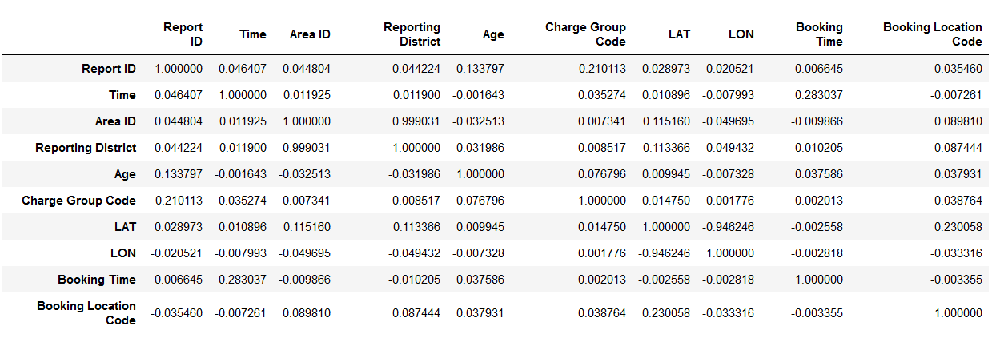 Report ID Time Area ID Reporting District Age Charge Group Code LAT LON Booking Time Booking Location Code
Report ID 1.000000 0.046407 0.044804 0.044224 0.133797 0.210113 0.028973 -0.020521 0.006645 -0.035460
Time 0.046407 1.000000 0.011925 0.011900 -0.001643 0.035274 0.010896 -0.007993 0.283037 -0.007261
Area ID 0.044804 0.011925 1.000000 0.999031 -0.032513 0.007341 0.115160 -0.049695 -0.009866 0.089810
Reporting District 0.044224 0.011900 0.999031 1.000000 -0.031986 0.008517 0.113366 -0.049432 -0.010205 0.087444
Age 0.133797 -0.001643 -0.032513 -0.031986 1.000000 0.076796 0.009945 -0.007328 0.037586 0.037931
Charge Group Code 0.210113 0.035274 0.007341 0.008517 0.076796 1.000000 0.014750 0.001776 0.002013 0.038764
LAT 0.028973 0.010896 0.115160 0.113366 0.009945 0.014750 1.000000 -0.946246 -0.002558 0.230058
LON -0.020521 -0.007993 -0.049695 -0.049432 -0.007328 0.001776 -0.946246 1.000000 -0.002818 -0.033316
Booking Time 0.006645 0.283037 -0.009866 -0.010205 0.037586 0.002013 -0.002558 -0.002818 1.000000 -0.003355
Booking Location Code -0.035460 -0.007261 0.089810 0.087444 0.037931 0.038764 0.230058 -0.033316 -0.003355 1.000000